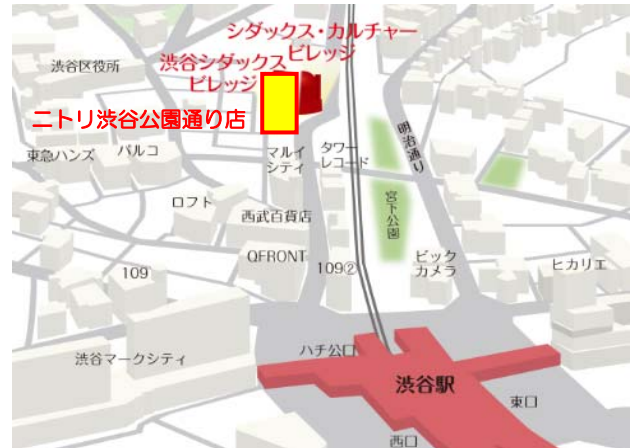 シダックス・カルチャー
ビレッジ
渋谷区役所
渋谷シダックス
ビレッジ
ニトリ渋谷公園通り店
東急ハンズ
パルコ
マルイ
シティ
タワー
レコード
明治通り
ロフト
西武百貨店
宮下公園
QFRONT
109②
ビック
カメラ
ヒカリエ
109
渋谷マークシティ
ハチ公口
渋谷駅
東口
西口